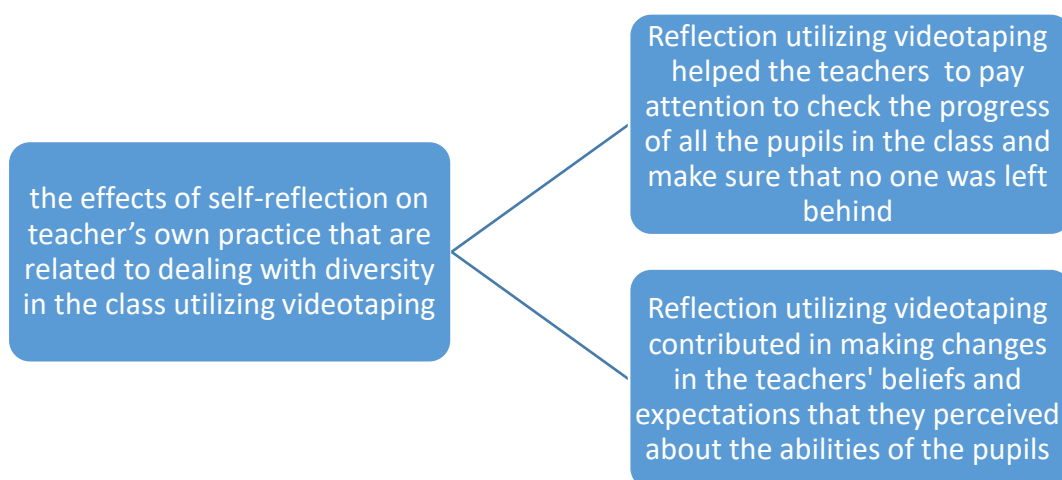 the effects of self-reflection on
teacher’s own practice that are
related to dealing with diversity
in the class utilizing videotaping
Reflection utilizing videotaping
helped the teachers to pay
attention to check the progress
of all the pupils in the class and
make sure that no one was left
behind
Reflection utilizing videotaping
contributed in making changes
in the teachers' beliefs and
expectations that they perceived
about the abilities of the pupils